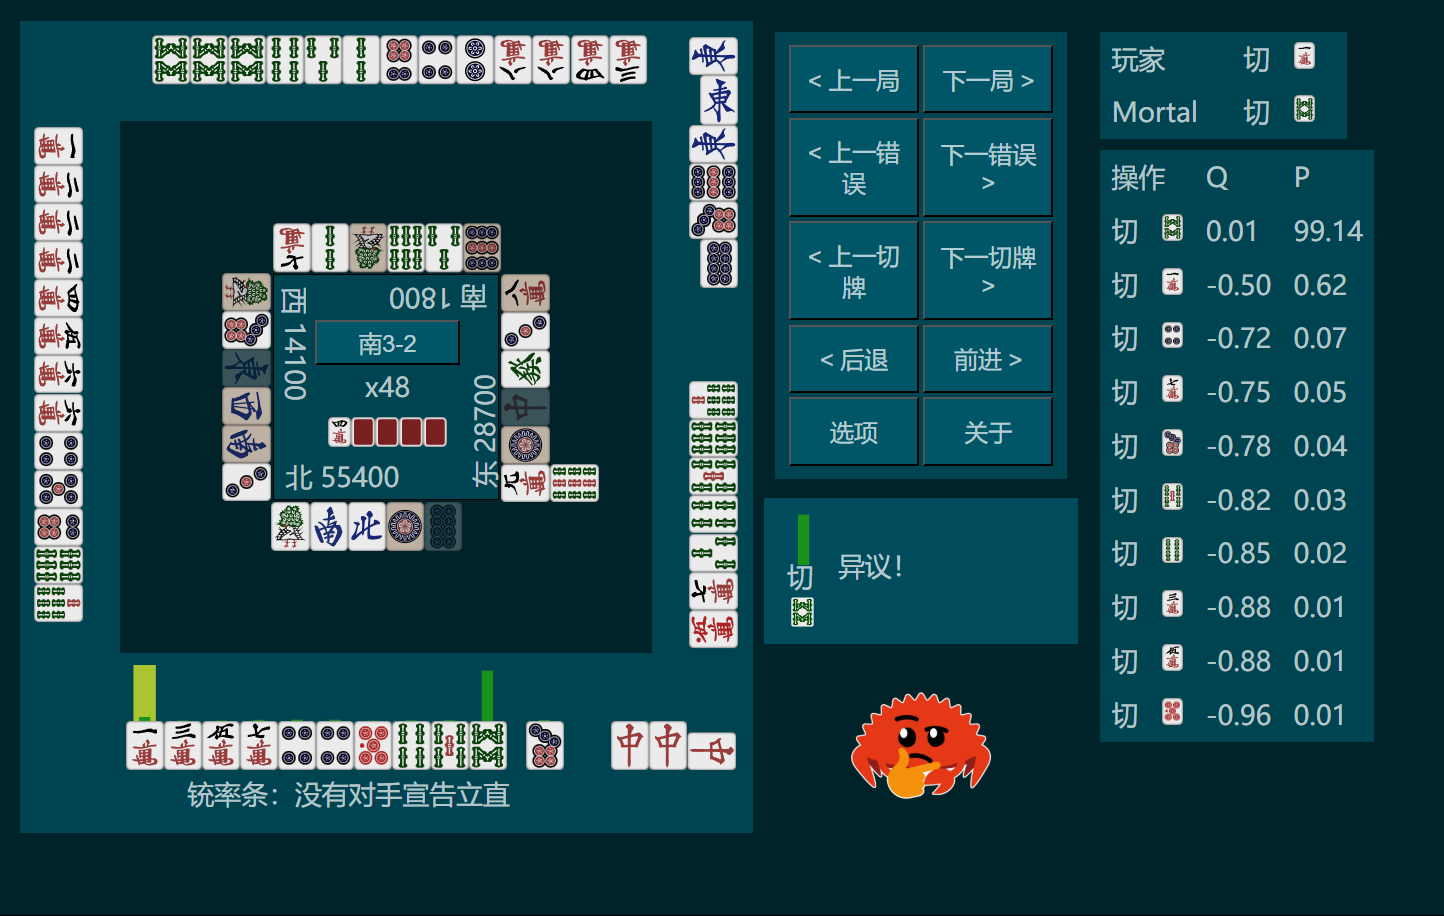 南 1800
西 14100
南3-2
x48
东 28700
北 55400
铳率条：没有对手宣告立直
< 上一局
下一局 >
< 上一错误
下一错误 >
< 上一切牌
下一切牌 >
< 后退
前进 >
选项
关于
切
异议！
玩家 切
Mortal 切
操作 Q P
切 0.01 99.14
切 -0.50 0.62
切 -0.72 0.07
切 -0.75 0.05
切 -0.78 0.04
切 -0.82 0.03
切 -0.85 0.02
切 -0.88 0.01
切 -0.88 0.01
切 -0.96 0.01